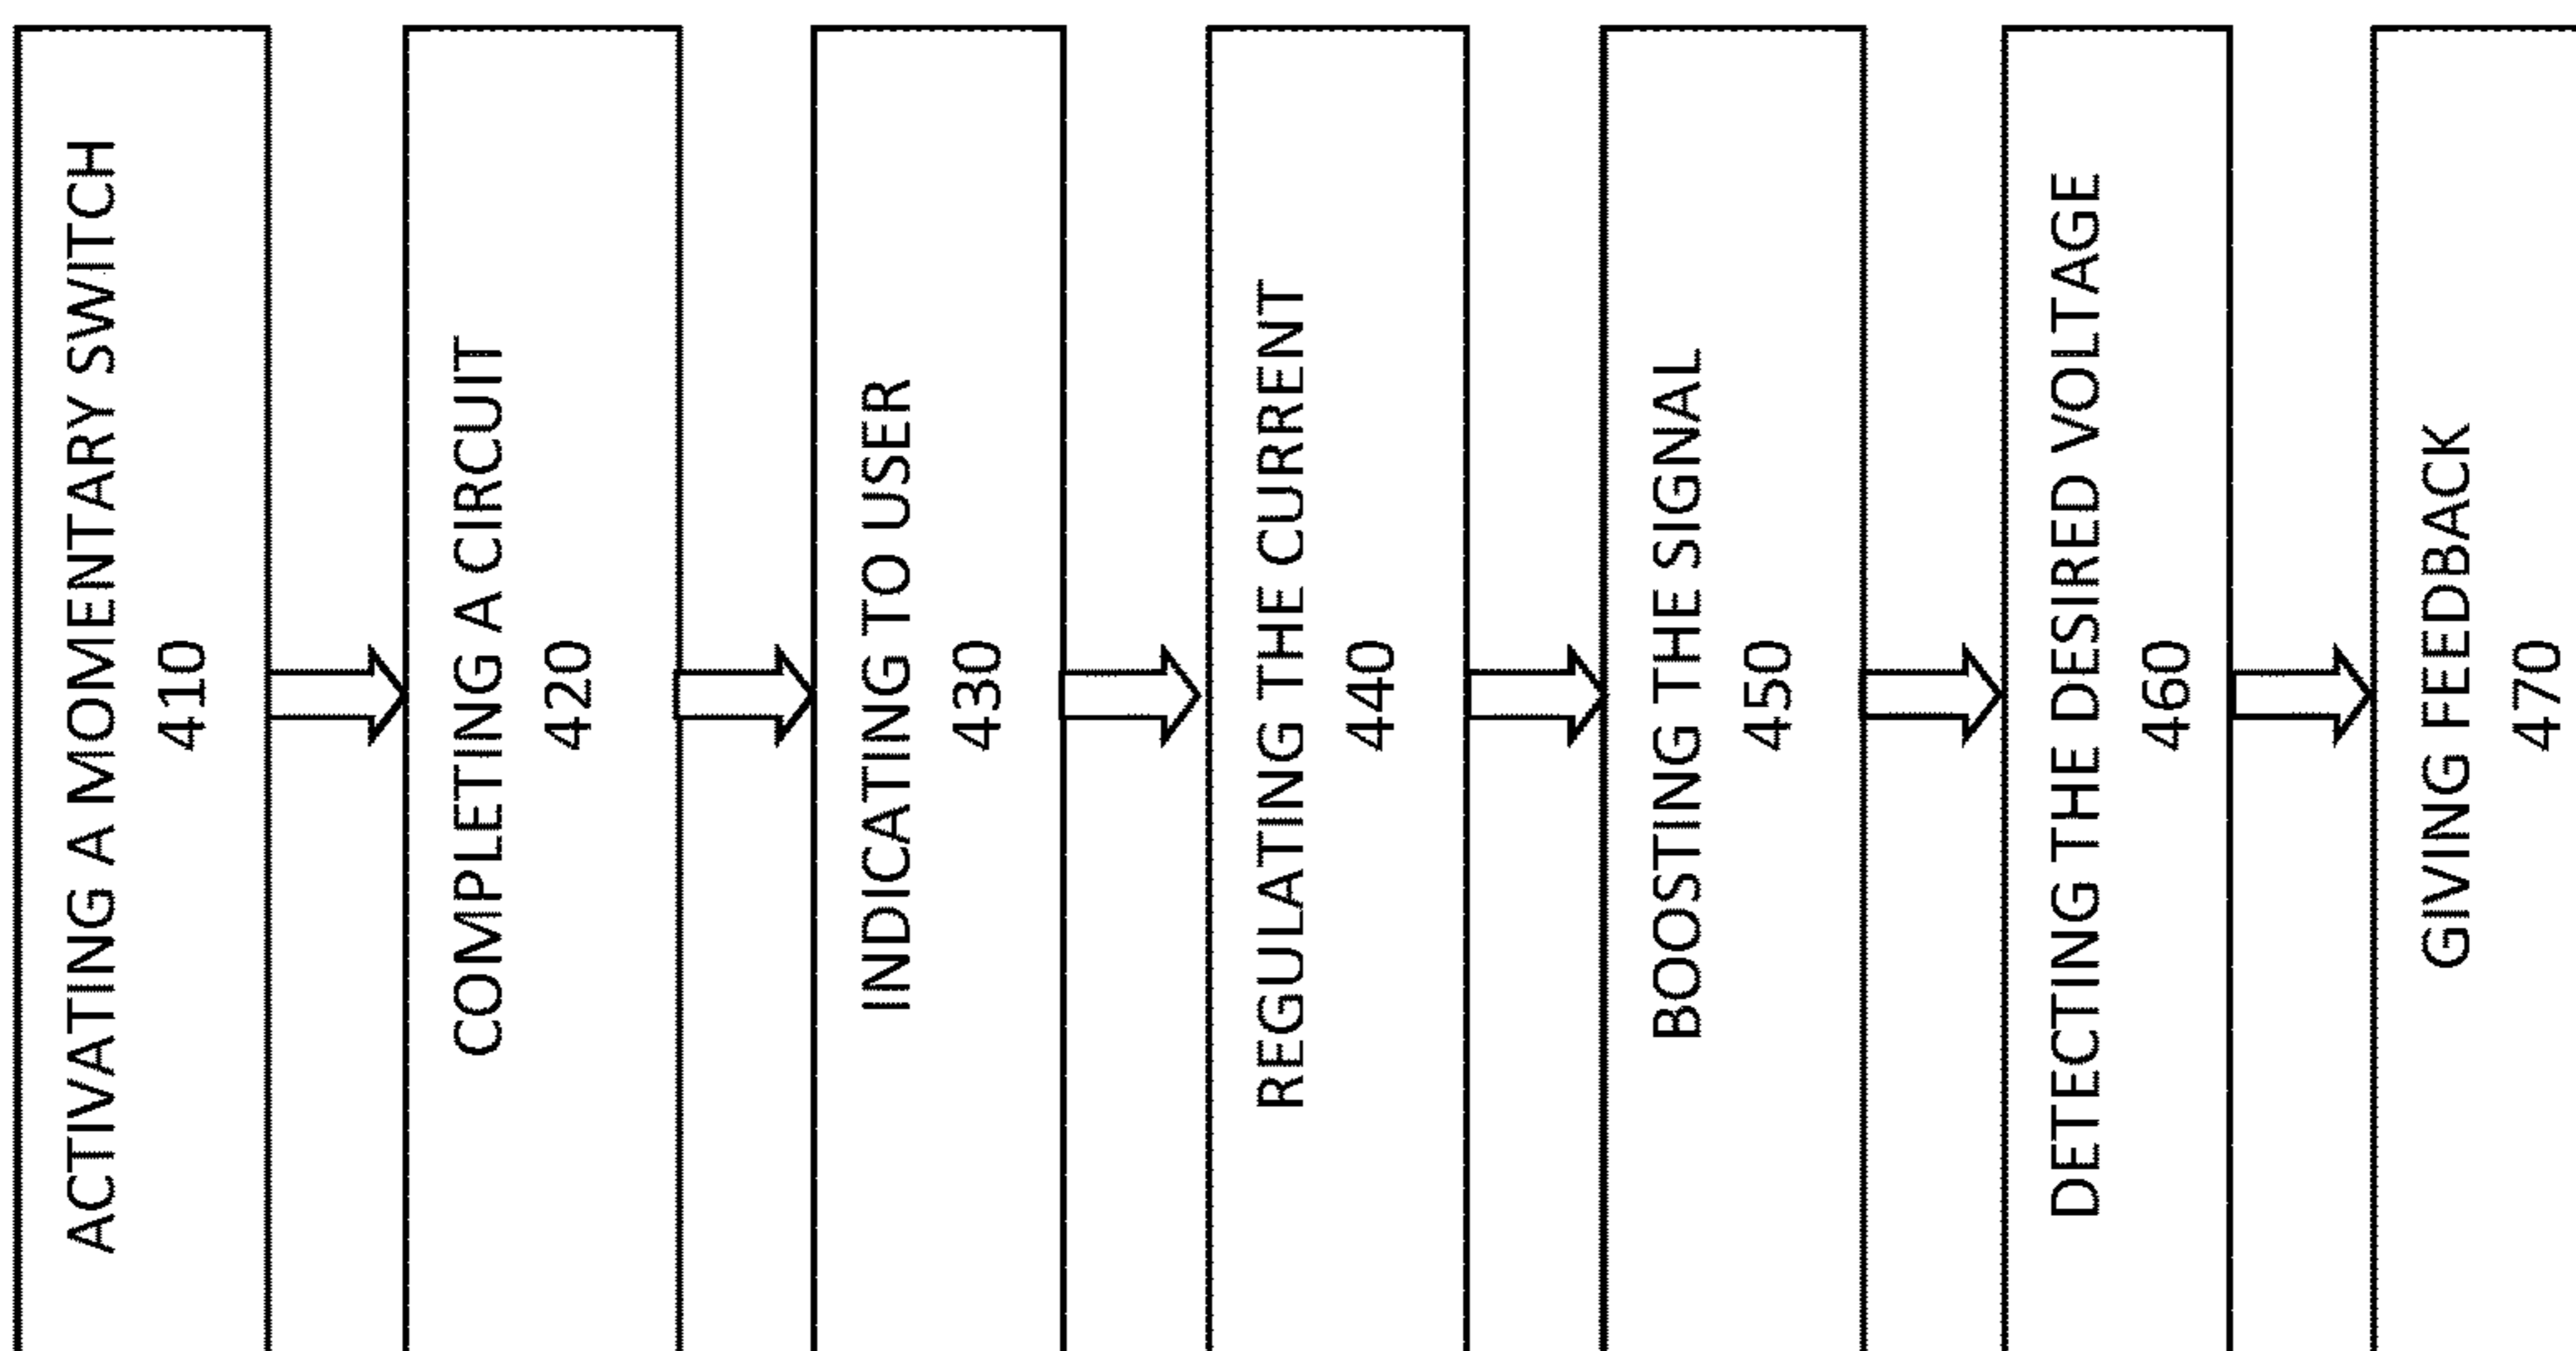 ACTIVATING A MOMENTARY SWITCH
410
COMPLETING A CIRCUIT
420
INDICATING TO USER
430
REGULATING THE CURRENT
440
BOOSTING THE SIGNAL
450
DETECTING THE DESIRED VOLTAGE
460
GIVING FEEDBACK
470